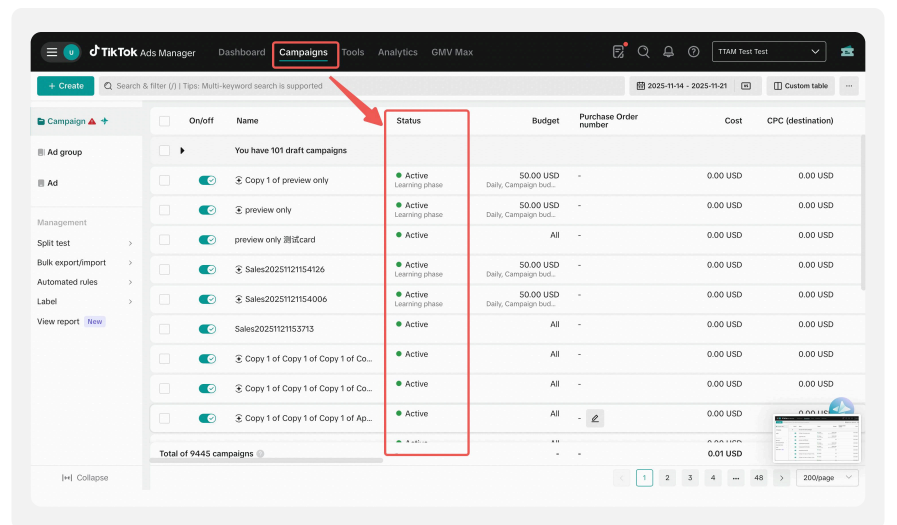 U TikTok Ads Manager Dashboard Campaigns Tools Analytics GMV Max TTAM Test Test
+ Create Search & filter (/) | Tips: Multi-keyword search is supported 2025-11-14 - 2025-11-21 Custom table ...
Campaign
Ad group
Ad
Management
Split test
Bulk export/import
Automated rules
Label
View report New
Collapse
On/off Name Status Budget Purchase Order number Cost CPC (destination)
You have 101 draft campaigns
Copy 1 of preview only Active 50.00 USD - 0.00 USD 0.00 USD
Learning phase Daily, Campaign bud...
preview only Active 50.00 USD - 0.00 USD 0.00 USD
Learning phase Daily, Campaign bud...
preview only 测试card Active All - 0.00 USD 0.00 USD
Sales20251121154126 Active 50.00 USD - 0.00 USD 0.00 USD
Learning phase Daily, Campaign bud...
Sales20251121154006 Active 50.00 USD - 0.00 USD 0.00 USD
Learning phase Daily, Campaign bud...
Sales20251121153713 Active All - 0.00 USD 0.00 USD
Copy 1 of Copy 1 of Copy 1 of Co... Active All - 0.00 USD 0.00 USD
Copy 1 of Copy 1 of Copy 1 of Co... Active All - 0.00 USD 0.00 USD
Copy 1 of Copy 1 of Copy 1 of Ap... Active All - 0.00 USD
Total of 9445 campaigns - - - 0.01 USD
1 2 3 4 ... 48 200/page